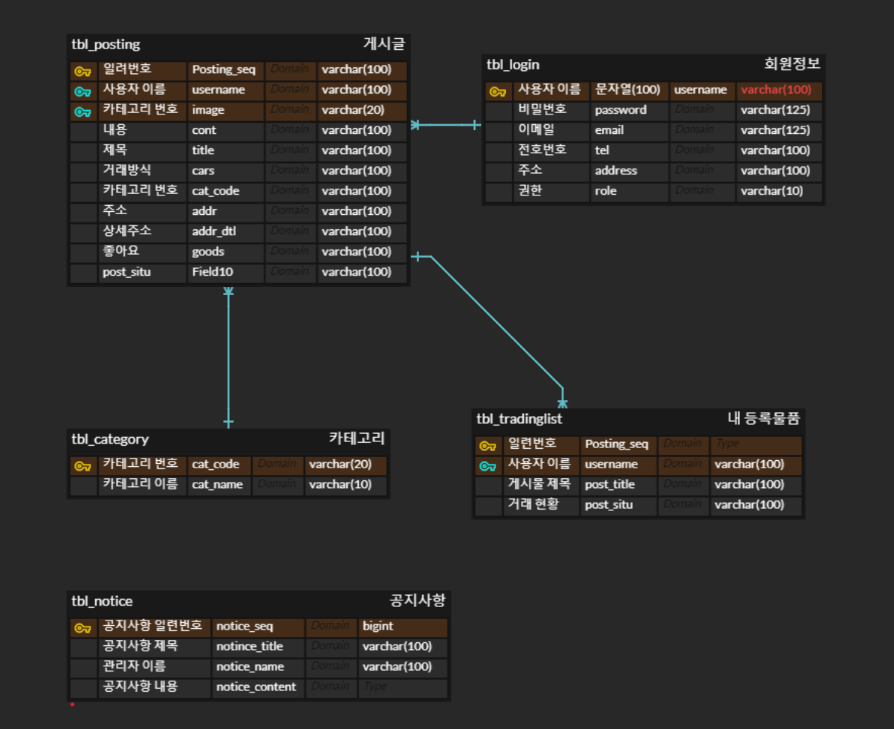 tbl_posting 게시글
일려번호 Posting_seq Domain varchar(100)
사용자 이름 username Domain varchar(100)
카테고리 번호 image Domain varchar(20)
내용 cont Domain varchar(100)
제목 title Domain varchar(100)
거래방식 cars Domain varchar(100)
카테고리 번호 cat_code Domain varchar(100)
주소 addr Domain varchar(100)
상세주소 addr_dtl Domain varchar(100)
좋아요 goods Domain varchar(100)
post_situ Field10 Domain varchar(100)
tbl_login 회원정보
사용자 이름 문자열(100) username varchar(100)
비밀번호 password Domain varchar(125)
이메일 email Domain varchar(125)
전호번호 tel Domain varchar(100)
주소 address Domain varchar(100)
권한 role Domain varchar(10)
tbl_category 카테고리
카테고리 번호 cat_code Domain varchar(20)
카테고리 이름 cat_name Domain varchar(10)
tbl_tradinglist 내 등록물품
일련번호 Posting_seq Domain Type
사용자 이름 username Domain varchar(100)
게시물 제목 post_title Domain varchar(100)
거래 현황 post_situ Domain varchar(100)
tbl_notice 공지사항
공지사항 일련번호 notice_seq Domain bigint
공지사항 제목 notince_title Domain varchar(100)
관리자 이름 notice_name Domain varchar(100)
공지사항 내용 notice_content Domain Type